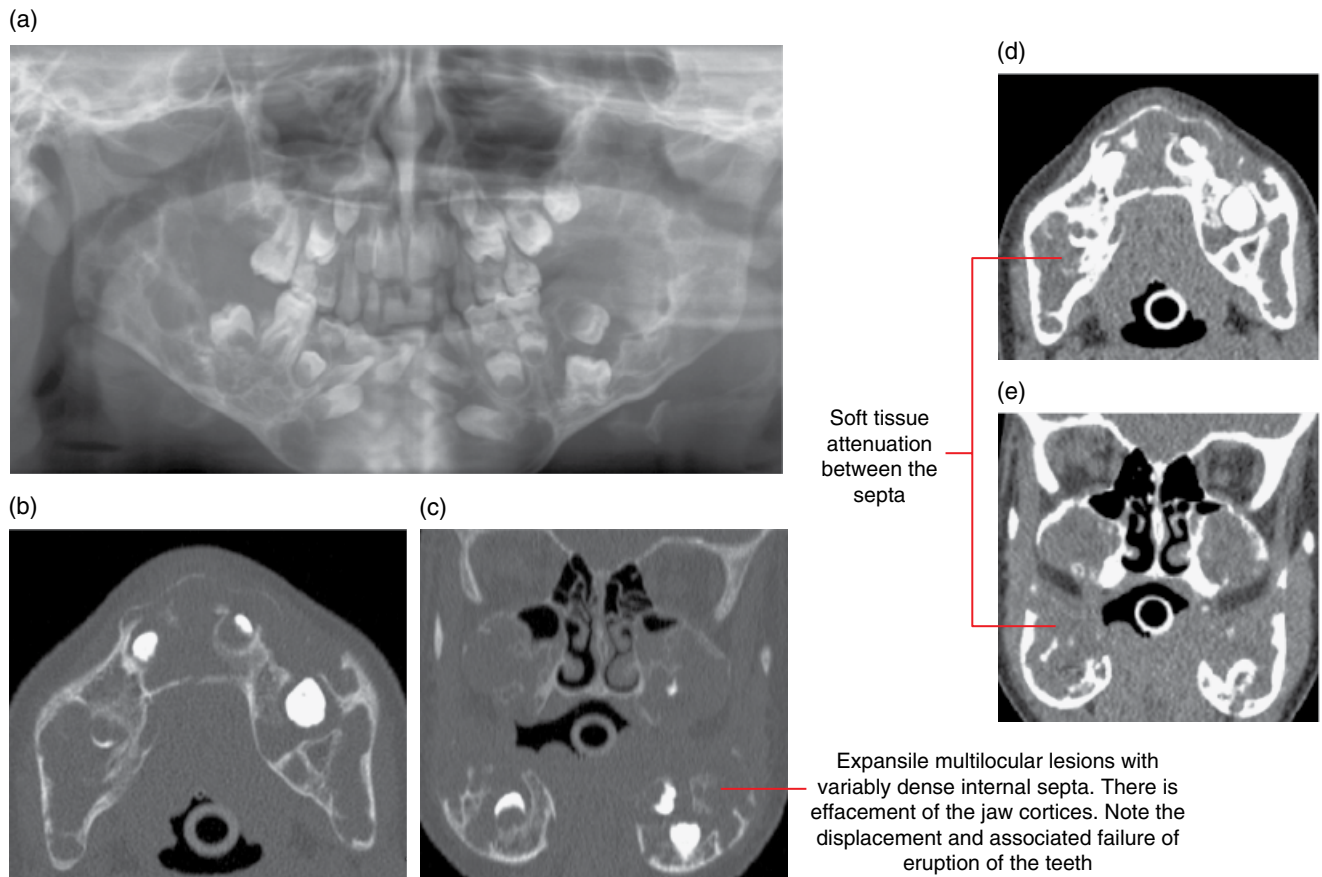 (a)
(d)
(e)
Soft tissue
attenuation
between the
septa
(b)
(c)
Expansile multilocular lesions with
variably dense internal septa. There is
effacement of the jaw cortices. Note the
displacement and associated failure of
eruption of the teeth